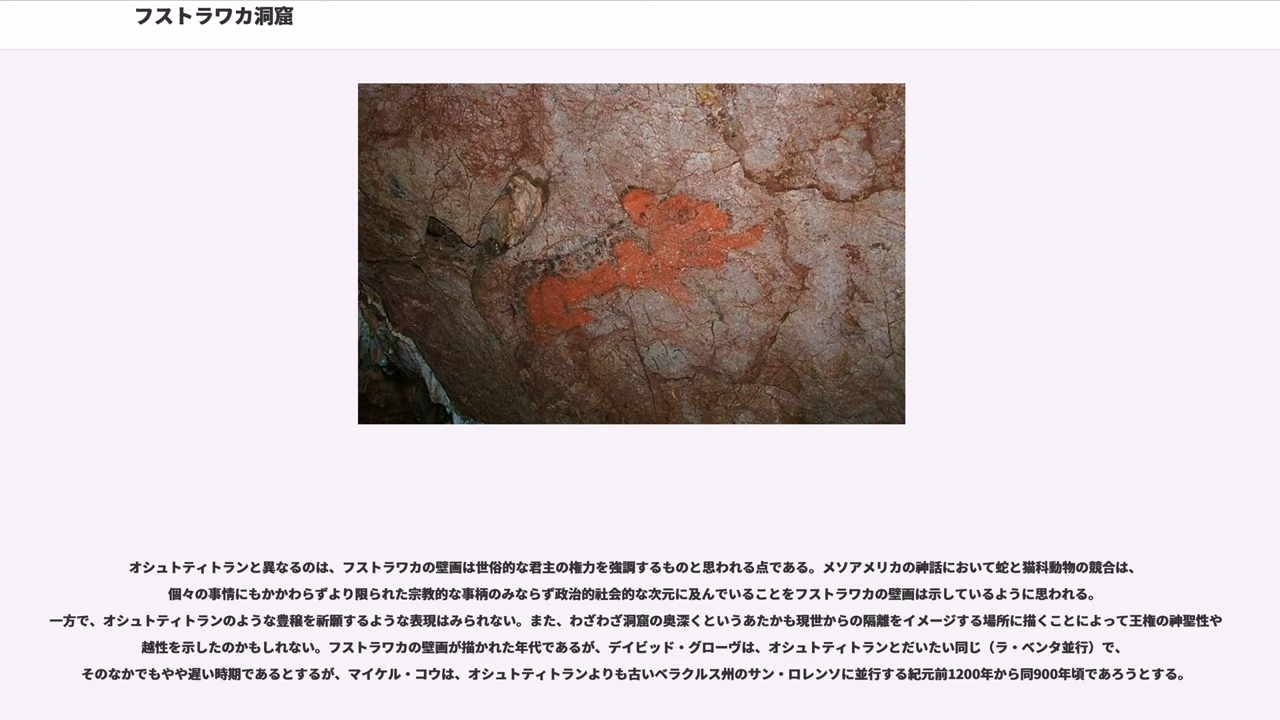 フストラワカ洞窟
オシュトティトランと異なるのは、フストラワカの壁画は世俗的な君主の権力を強調するものと思われる点である。メソアメリカの神話において蛇と猫科動物の競合は、
個々の事情にもかかわらずより限られた宗教的な事柄のみならず政治的社会的な次元に及んでいることをフストラワカの壁画は示しているように思われる。
一方で、オシュトティトランのような豊穣を祈願するような表現はみられない。また、わざわざ洞窟の奥深くというあたかも現世からの隔離をイメージする場所に描くことによって王権の神聖性や
越性を示したのかもしれない。フストラワカの壁画が描かれた年代であるが、デイビッド・グローヴは、オシュトティトランとだいたい同じ（ラ・ベンタ並行）で、
そのなかでもやや遅い時期であるとするが、マイケル・コウは、オシュトティトランよりも古いベラクルス州のサン・ロレンソに並行する紀元前1200年から同900年頃であろうとする。